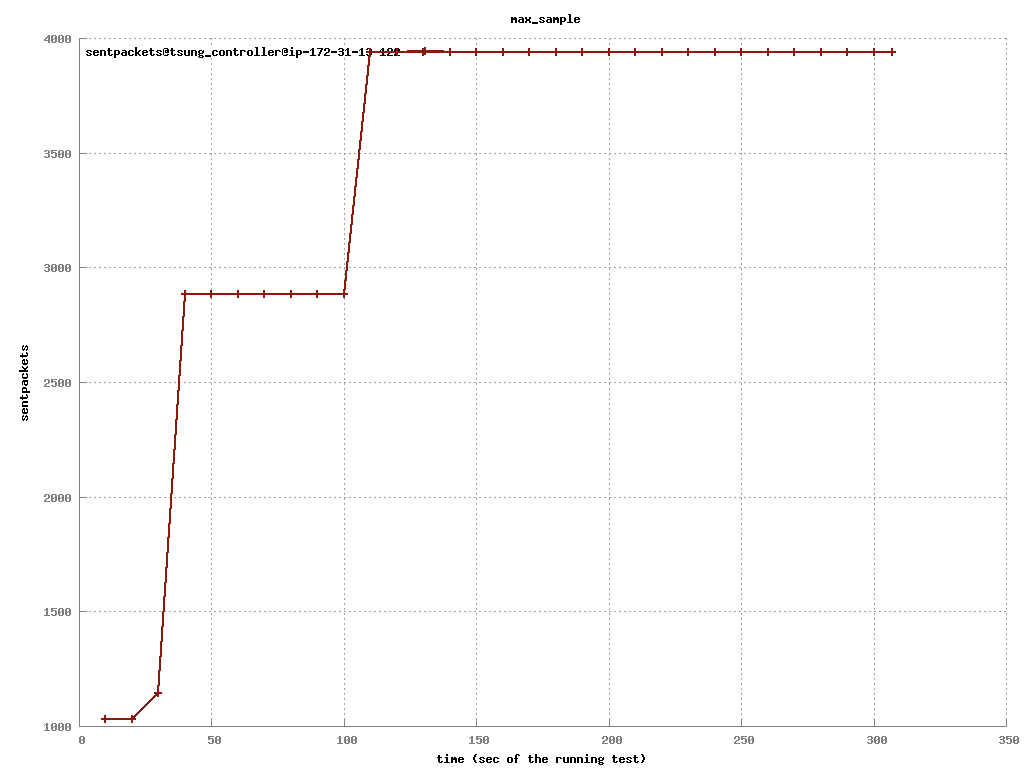 max_sample
4000
sentpackets@tsung_controller@ip-172-31-13-122
3500
3000
2500
sentpackets
2000
1500
1000
0 50 100 150 200 250 300 350
time (sec of the running test)